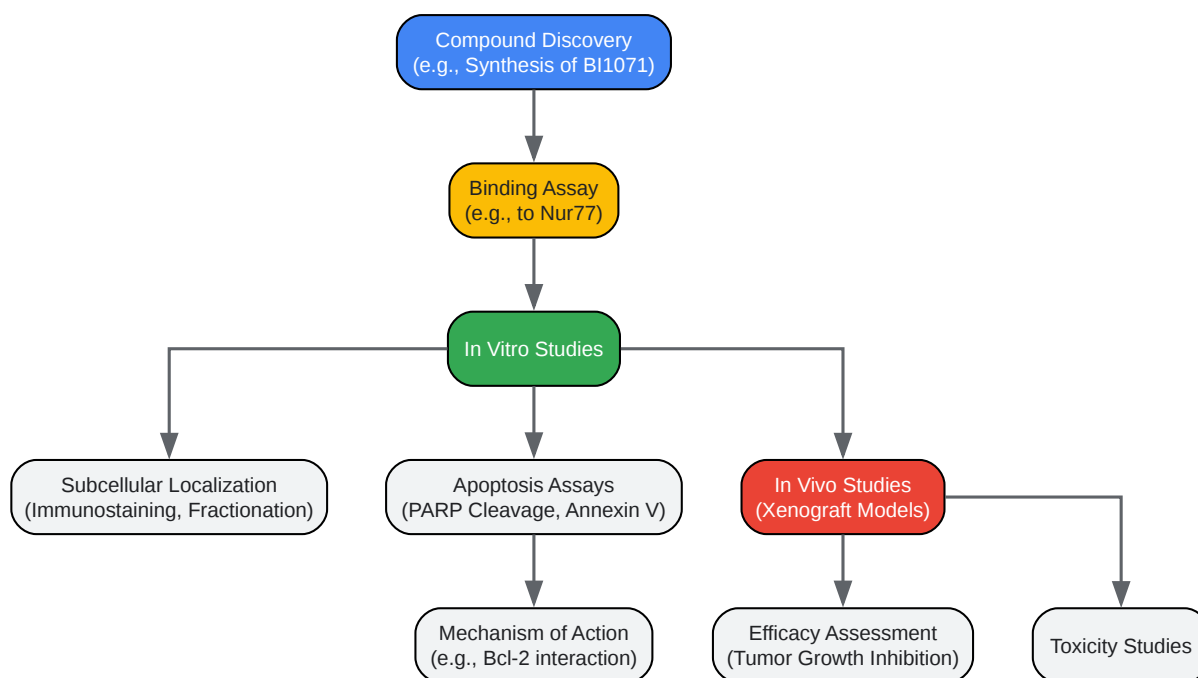 Compound Discovery
(e.g., Synthesis of BI1071)
Binding Assay
(e.g., to Nur77)
In Vitro Studies
Subcellular Localization
(Immunostaining, Fractionation)
Apoptosis Assays
(PARP Cleavage, Annexin V)
In Vivo Studies
(Xenograft Models)
Mechanism of Action
(e.g., Bcl-2 interaction)
Efficacy Assessment
(Tumor Growth Inhibition)
Toxicity Studies